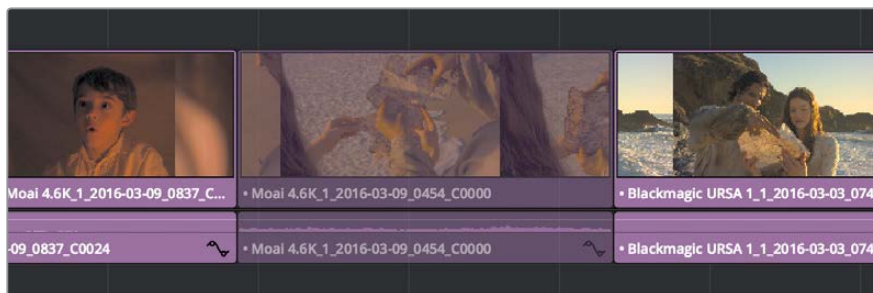 Moai 4.6K_1_2016-03-09_0837_C...
• Moai 4.6K_1_2016-03-09_0454_C0000
• Blackmagic URSA 1_1_2016-03-03_074
-09_0837_C0024
• Moai 4.6K_1_2016-03-09_0454_C0000
• Blackmagic URSA 1_1_2016-03-03_074